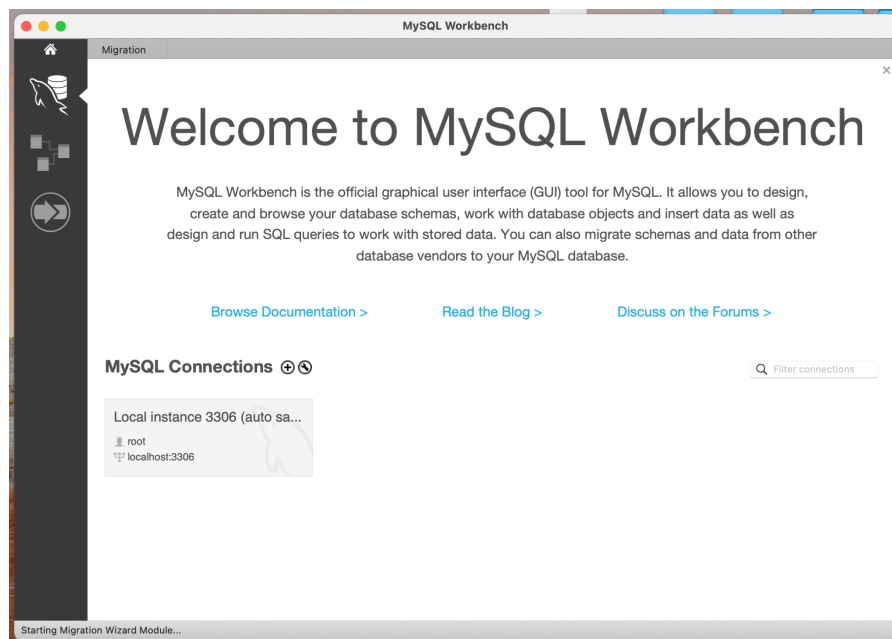 MySQL Workbench
Migration
Welcome to MySQL Workbench
MySQL Workbench is the official graphical user interface (GUI) tool for MySQL. It allows you to design,
create and browse your database schemas, work with database objects and insert data as well as
design and run SQL queries to work with stored data. You can also migrate schemas and data from other
database vendors to your MySQL database.
Browse Documentation > Read the Blog > Discuss on the Forums >
MySQL Connections
Filter connections
Local instance 3306 (auto sa...
root
localhost:3306
Starting Migration Wizard Module...